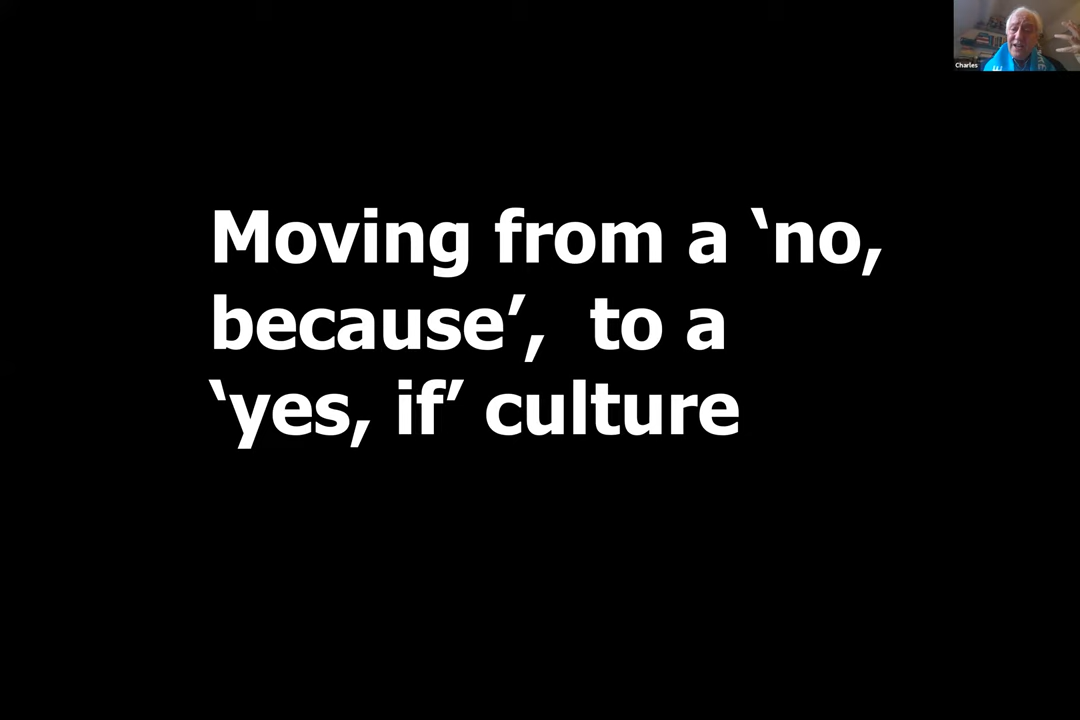 Charles
Moving from a ‘no,
because’,  to a
‘yes, if’ culture